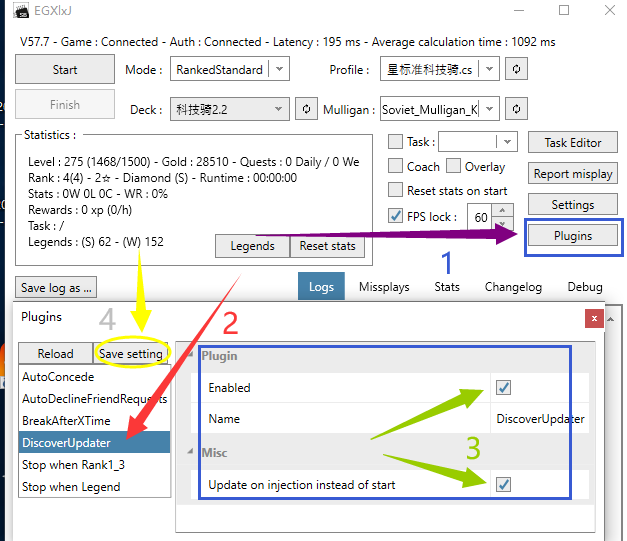 EGXlxJ
V57.7 - Game : Connected - Auth : Connected - Latency : 195 ms - Average calculation time : 1092 ms
Start
Mode :
RankedStandard
Profile :
星标准科技骑.cs
Finish
Deck :
科技骑2.2
Mulligan :
Soviet_Mulligan_K
Statistics :
Level : 275 (1468/1500) - Gold : 28510 - Quests : 0 Daily / 0 We
Rank : 4(4) - 2☆ - Diamond (S) - Runtime : 00:00:00
Stats : 0W 0L 0C - WR : 0%
Rewards : 0 xp (0/h)
Task : /
Legends : (S) 62 - (W) 152
Legends
Reset stats
Task :
Coach
Overlay
Reset stats on start
FPS lock :
60
Task Editor
Report misplay
Settings
Plugins
1
Save log as ...
Logs
Missplays
Stats
Changelog
Debug
Plugins
4
2
x
Reload
Save setting
AutoConcede
AutoDeclineFriendRequests
BreakAfterXTime
DiscoverUpdater
Stop when Rank1_3
Stop when Legend
Plugin
Enabled
Name
DiscoverUpdater
3
Misc
Update on injection instead of start